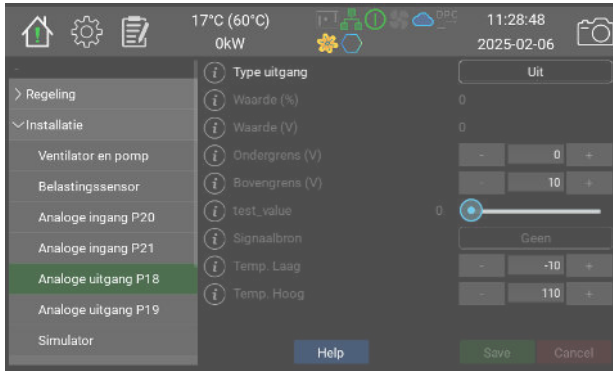 17°C (60°C)
0kW
DEC
11:28:48
2025-02-06
-
Regeling
Installatie
Ventilator en pomp
Belastingssensor
Analoge ingang P20
Analoge ingang P21
Analoge uitgang P18
Analoge uitgang P19
Simulator
Type uitgang
Uit
Waarde (%)
0
Waarde (V)
0
Ondergrens (V)
- 0 +
Bovengrens (V)
- 10 +
test_value
0
Signaalbron
Geen
Temp. Laag
- -10 +
Temp. Hoog
- 110 +
Help
Save
Cancel